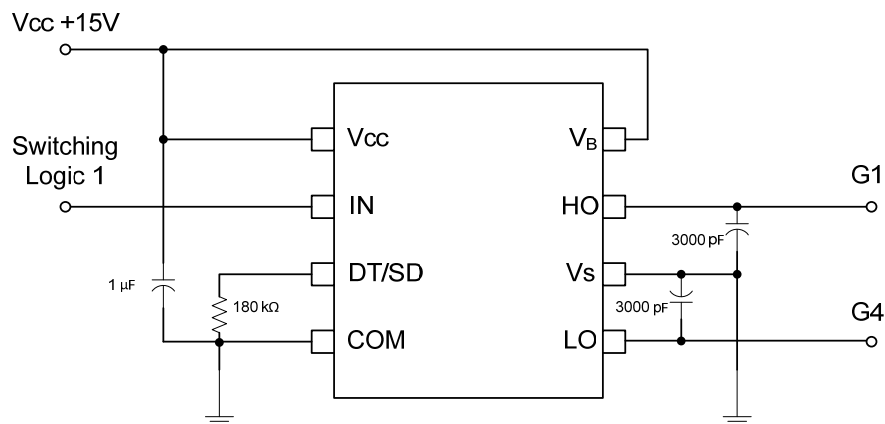 Vcc +15V
Switching
Logic 1
Vcc
IN
DT/SD
COM
VB
HO
Vs
LO
G1
G4
3000 pF
3000 pF
1 µF
180 kΩ